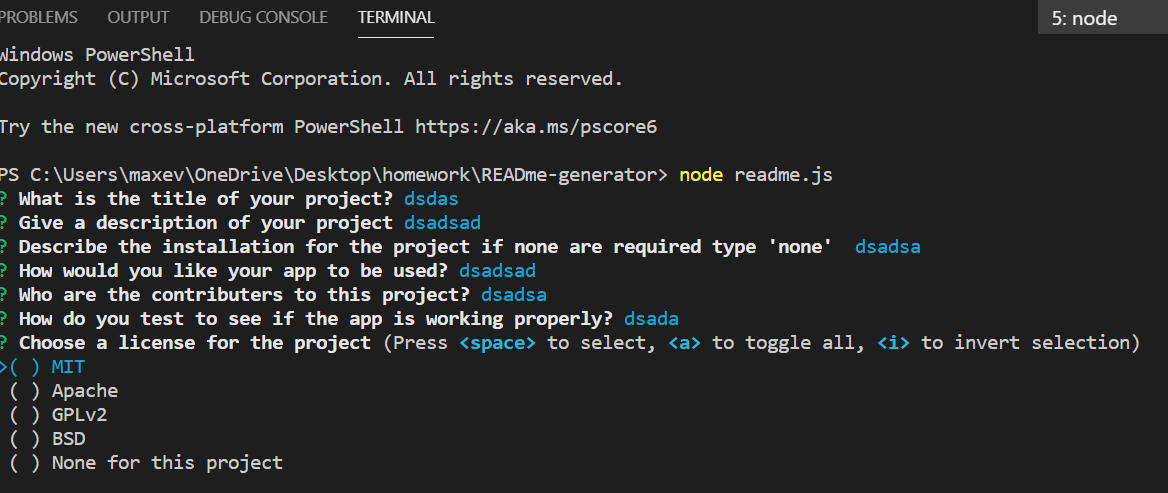 PROBLEMS OUTPUT DEBUG CONSOLE TERMINAL 5: node
Windows PowerShell
Copyright (C) Microsoft Corporation. All rights reserved.
Try the new cross-platform PowerShell https://aka.ms/pscore6
PS C:\Users\maxev\OneDrive\Desktop\homework\READme-generator> node readme.js
? What is the title of your project? dsdas
? Give a description of your project dsadsad
? Describe the installation for the project if none are required type 'none'  dsadsa
? How would you like your app to be used? dsadsad
? Who are the contributers to this project? dsadsa
? How do you test to see if the app is working properly? dsada
? Choose a license for the project (Press <space> to select, <a> to toggle all, <i> to invert selection)
>( ) MIT
( ) Apache
( ) GPLv2
( ) BSD
( ) None for this project